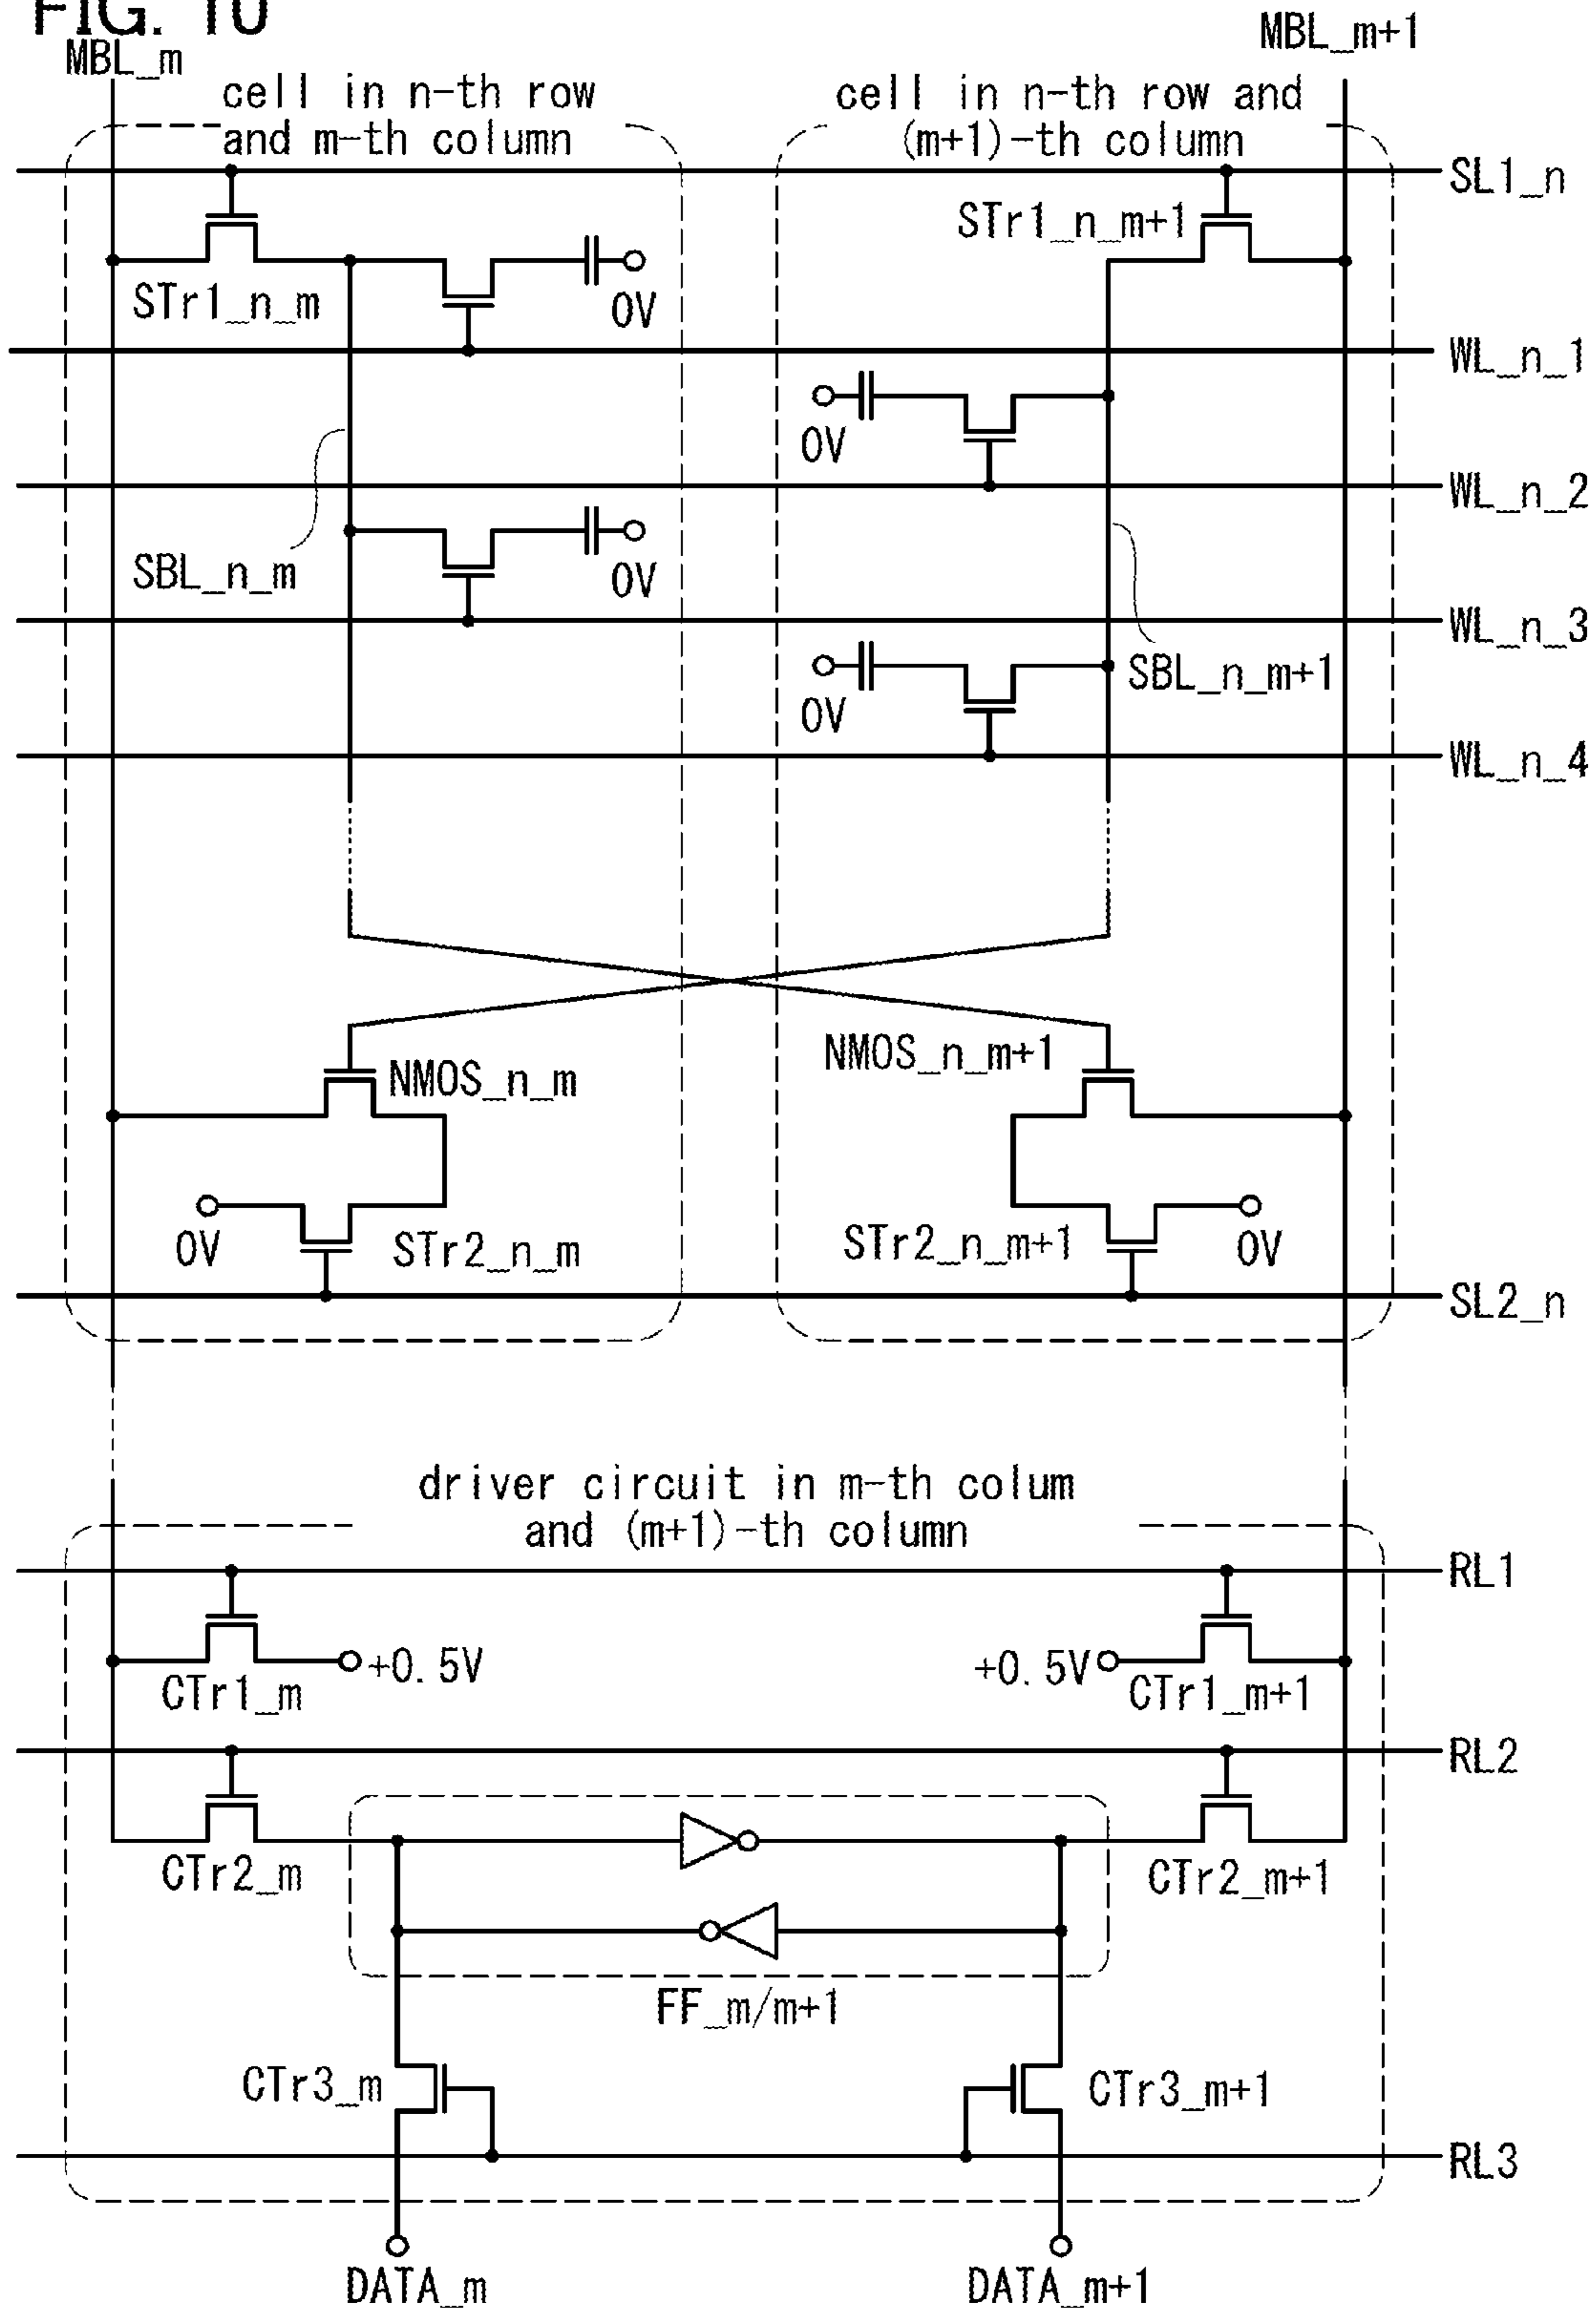 FIG. 10
MBL_m
MBL_m+1
cell in n-th row
and m-th column
cell in n-th row and
(m+1)-th column
SL1_n
STr1_n_m+1
STr1_n_m
0V
WL_n_1
0V
WL_n_2
SBL_n_m
0V
WL_n_3
SBL_n_m+1
0V
WL_n_4
NMOS_n_m
NMOS_n_m+1
0V
STr2_n_m
STr2_n_m+1
0V
SL2_n
driver circuit in m-th colum
and (m+1)-th column
RL1
+0.5V
+0.5V
CTr1_m
CTr1_m+1
RL2
CTr2_m
CTr2_m+1
FF_m/m+1
CTr3_m
CTr3_m+1
RL3
DATA_m
DATA_m+1